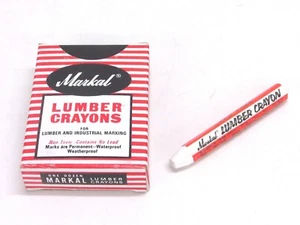 Markal®
LUMBER
CRAYONS
FOR
LUMBER AND INDUSTRIAL MARKING
Non Toxic Contains No Lead
Marks are Permanent-Waterproof
Weatherproof
ONE DOZEN
MARKAL LUMBER CRAYONS
Markal LUMBER CRAYON